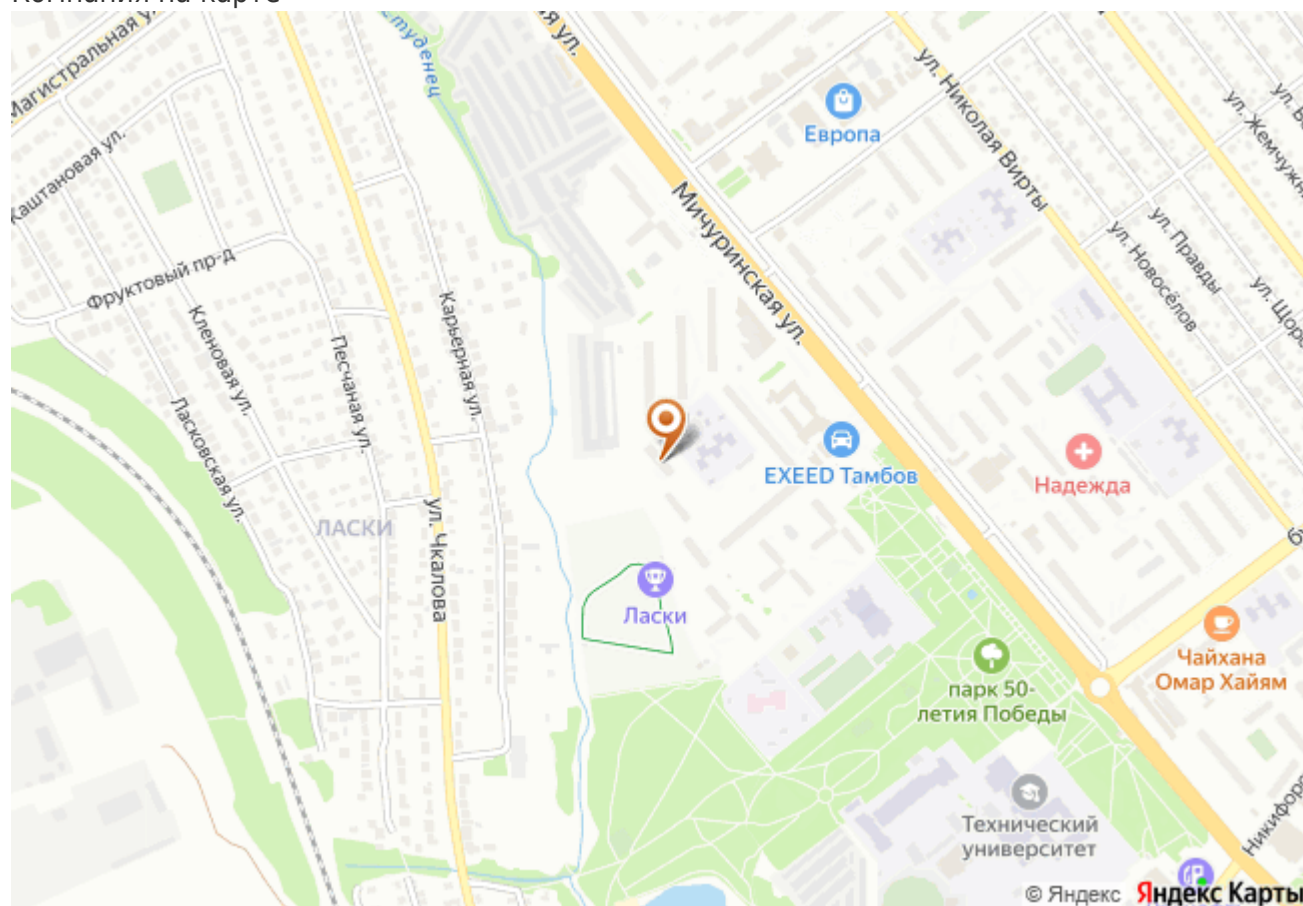 Магистральная
Студенец
ул. Николая Вирты
Европа
Каштановая ул.
Мичуринская ул.
ул. Правды
ул. Новосёлов
Фруктовый пр-д
Карьерная ул.
Кленовая ул.
Песчаная ул.
Ласковская ул.
EXEED Тамбов
Надежда
ЛАСКИ
ул. Чкалова
Ласки
Чайхана
Омар Хайям
парк 50-
летия Победы
Технический
университет
© Яндекс Яндекс Карты